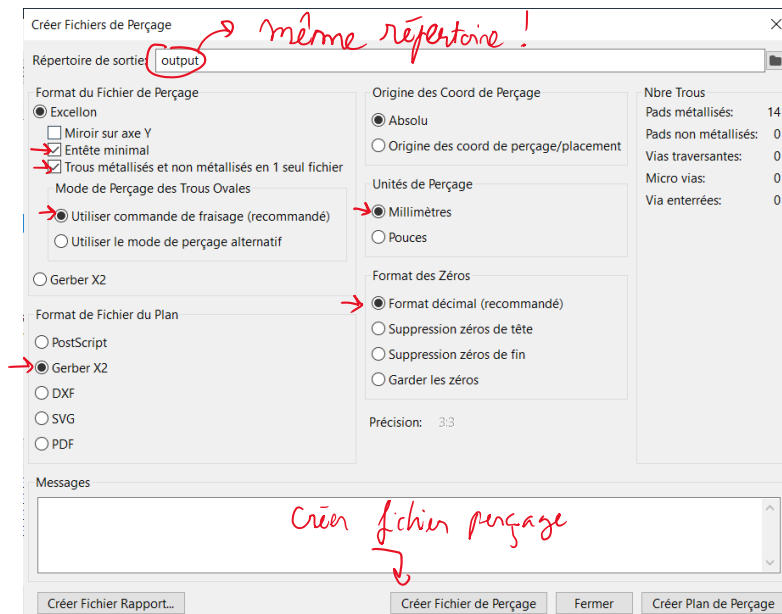 Créer Fichiers de Perçage
même répertoire !
Répertoire de sortie: output
Format du Fichier de Perçage
Excellon
Miroir sur axe Y
Entête minimal
Trous métallisés et non métallisés en 1 seul fichier
Mode de Perçage des Trous Ovales
Utiliser commande de fraisage (recommandé)
Utiliser le mode de perçage alternatif
Gerber X2
Format de Fichier du Plan
PostScript
Gerber X2
DXF
SVG
PDF
Origine des Coord de Perçage
Absolu
Origine des coord de perçage/placement
Unités de Perçage
Millimètres
Pouces
Format des Zéros
Format décimal (recommandé)
Suppression zéros de tête
Suppression zéros de fin
Garder les zéros
Précision: 3:3
Nbre Trous
Pads métallisés: 14
Pads non métallisés: 0
Vias traversantes: 0
Micro vias: 0
Via enterrées: 0
Messages
Créer fichier perçage
Créer Fichier Rapport...
Créer Fichier de Perçage
Fermer
Créer Plan de Perçage